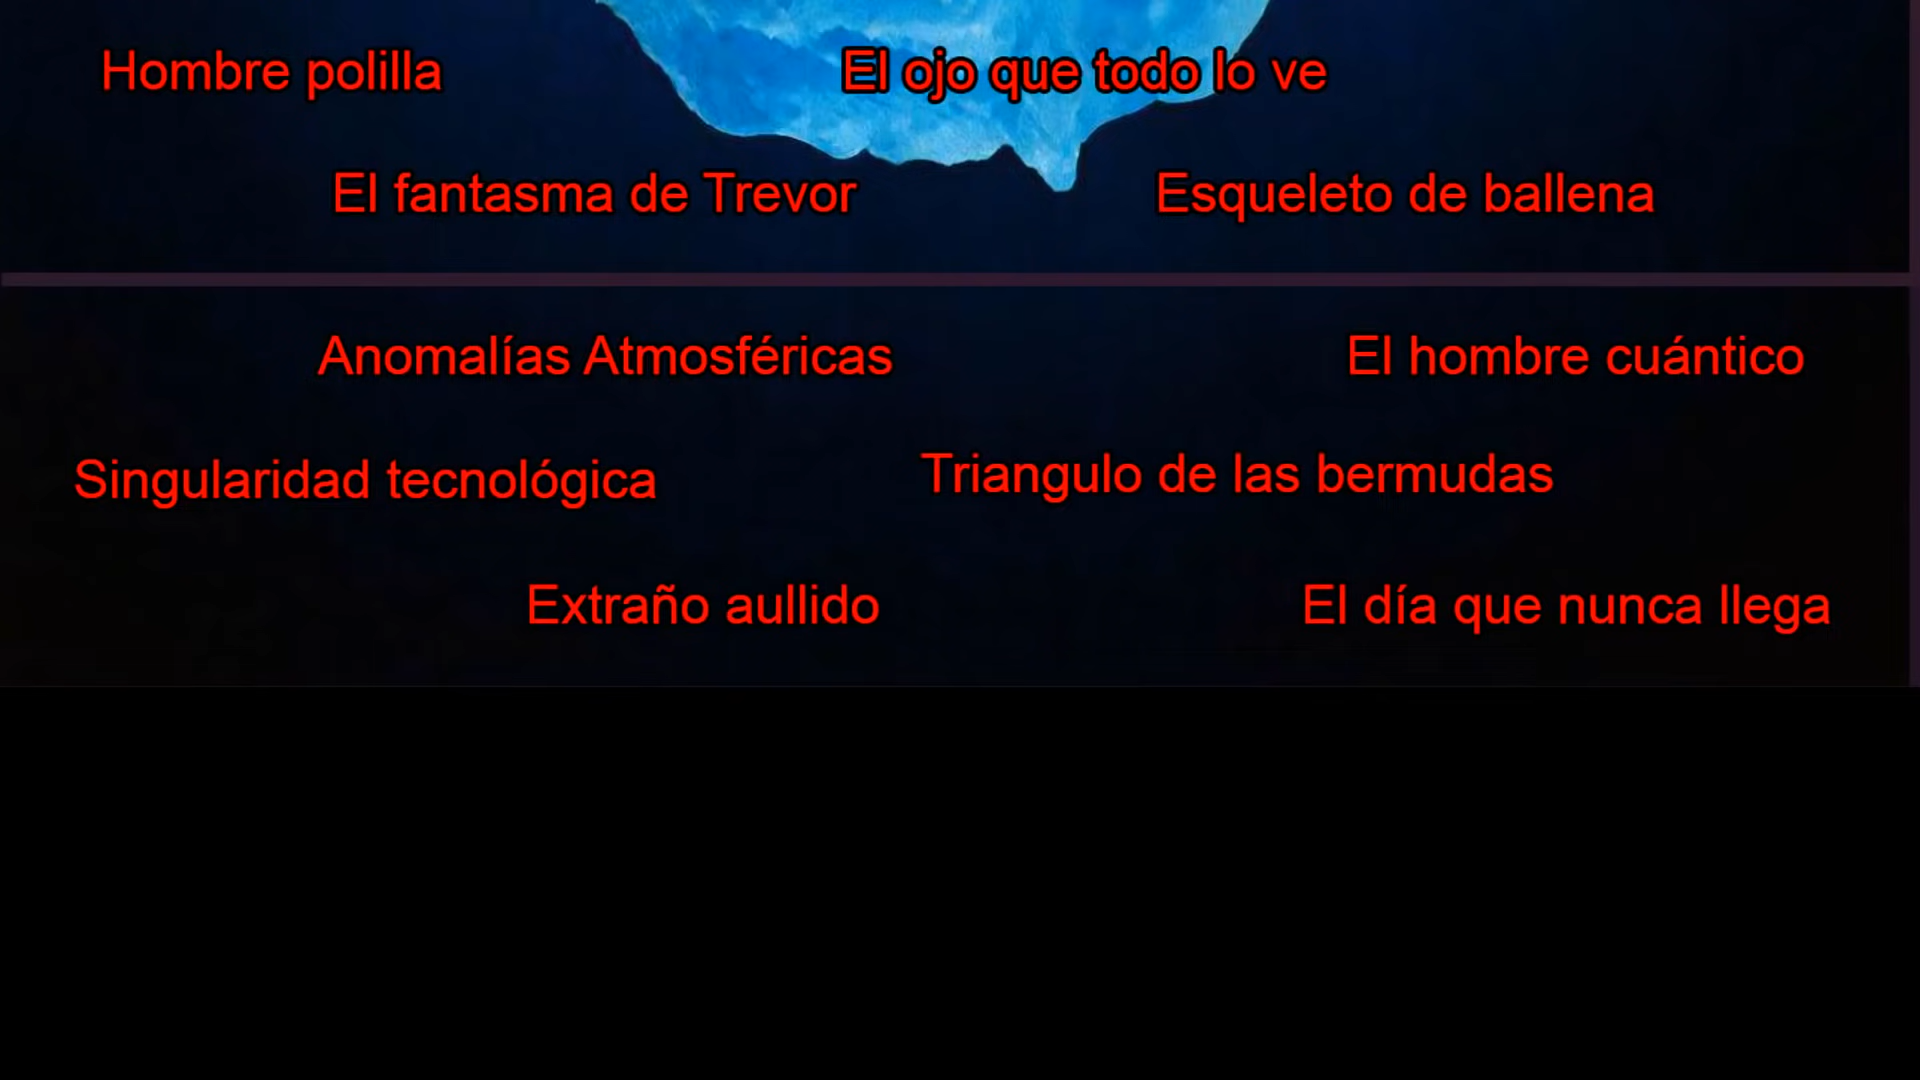 Hombre polilla
El ojo que todo lo ve
El fantasma de Trevor
Esqueleto de ballena
Anomalías Atmosféricas
El hombre cuántico
Singularidad tecnológica
Triangulo de las bermudas
Extraño aullido
El día que nunca llega